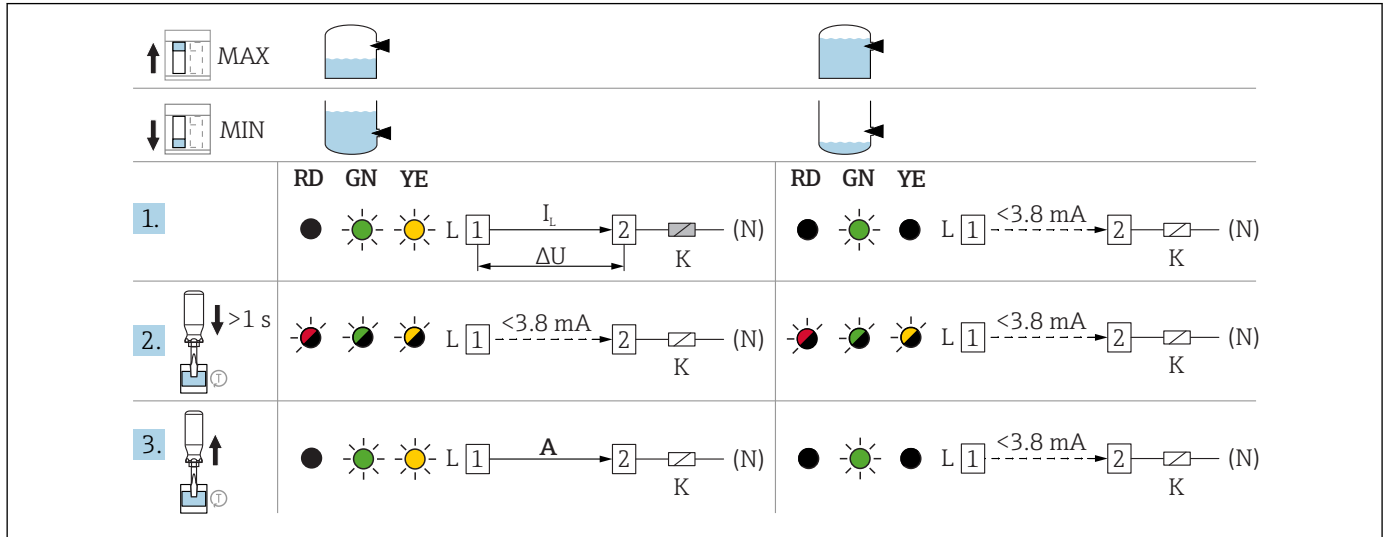 MAX
MIN
RD GN YE RD GN YE
1. L 1 I_L 2 (N) L 1 <3.8 mA 2 (N)
ΔU K K
2. >1 s L 1 <3.8 mA 2 (N) L 1 <3.8 mA 2 (N)
T K K
3. L 1 A 2 (N) L 1 <3.8 mA 2 (N)
T K K